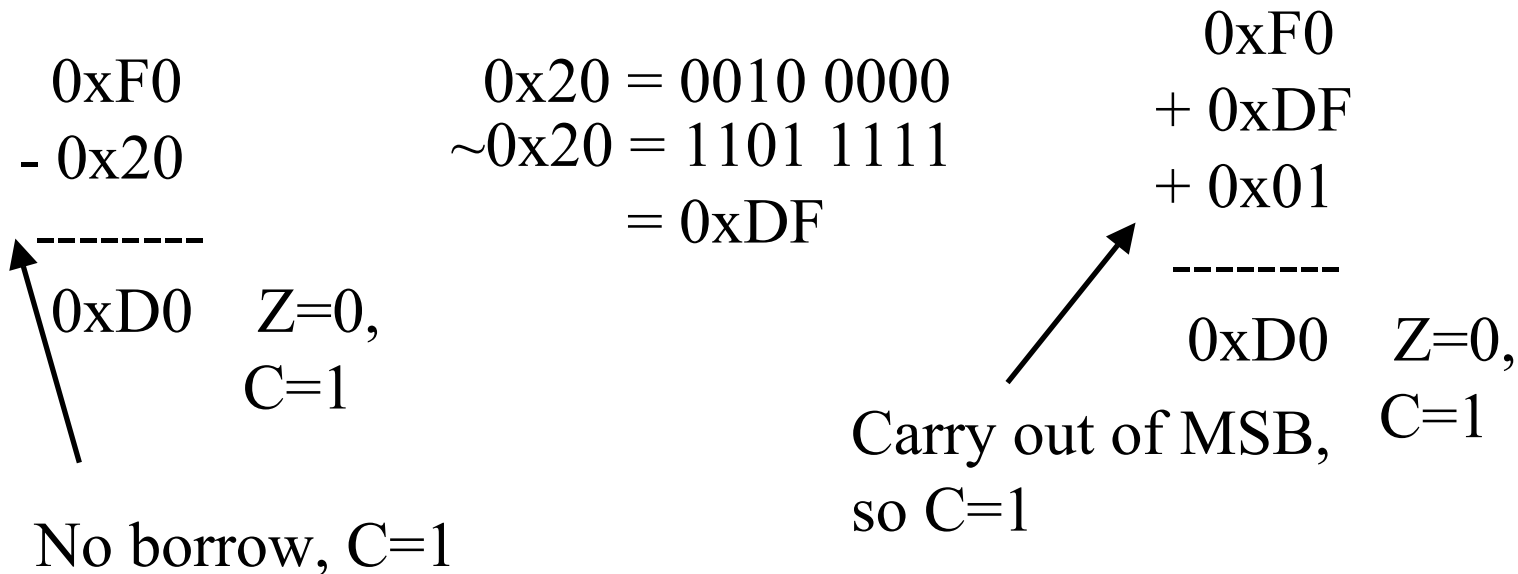 0xF0
- 0x20
--------
0xD0 Z=0,
C=1
No borrow, C=1
0x20 = 0010 0000
~0x20 = 1101 1111
= 0xDF
0xF0
+ 0xDF
+ 0x01
--------
0xD0 Z=0,
C=1
Carry out of MSB,
so C=1